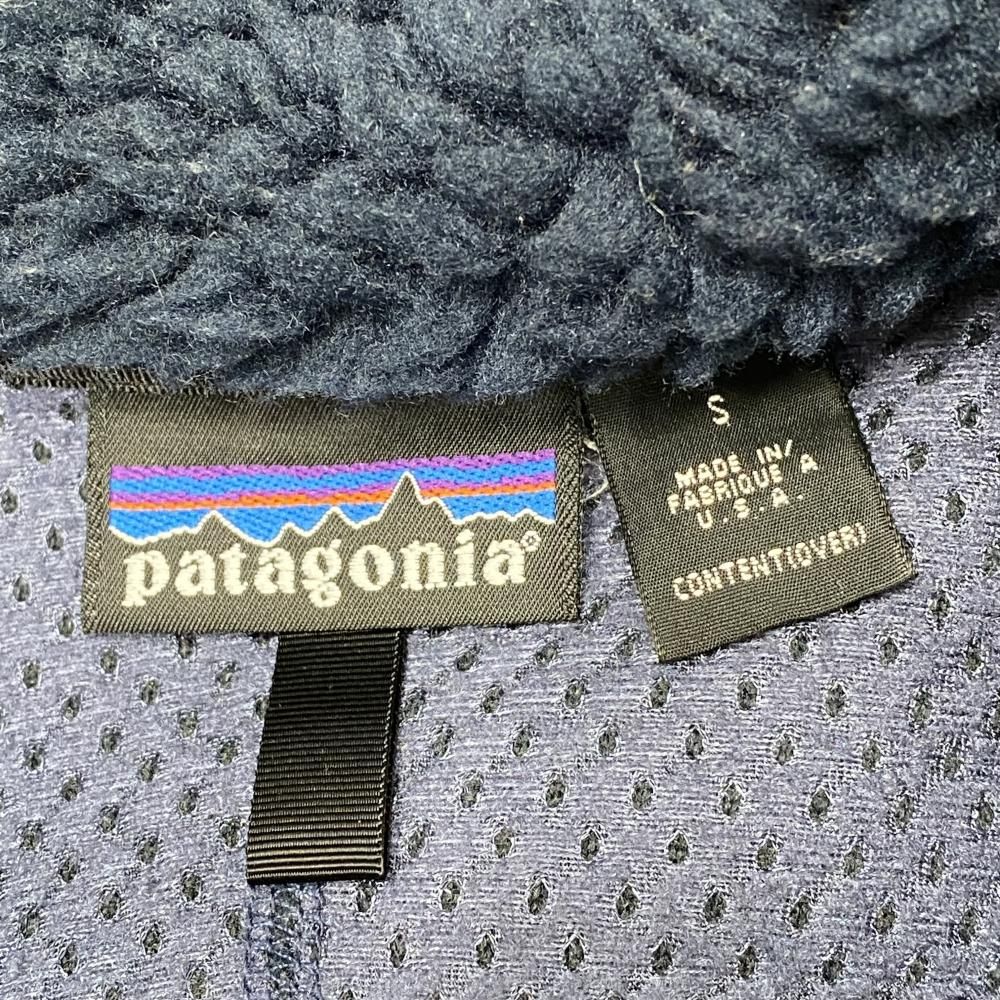 patagonia®
S
MADE IN/
FABRIQUE A
U.S.A.
CONTENT(OVER)